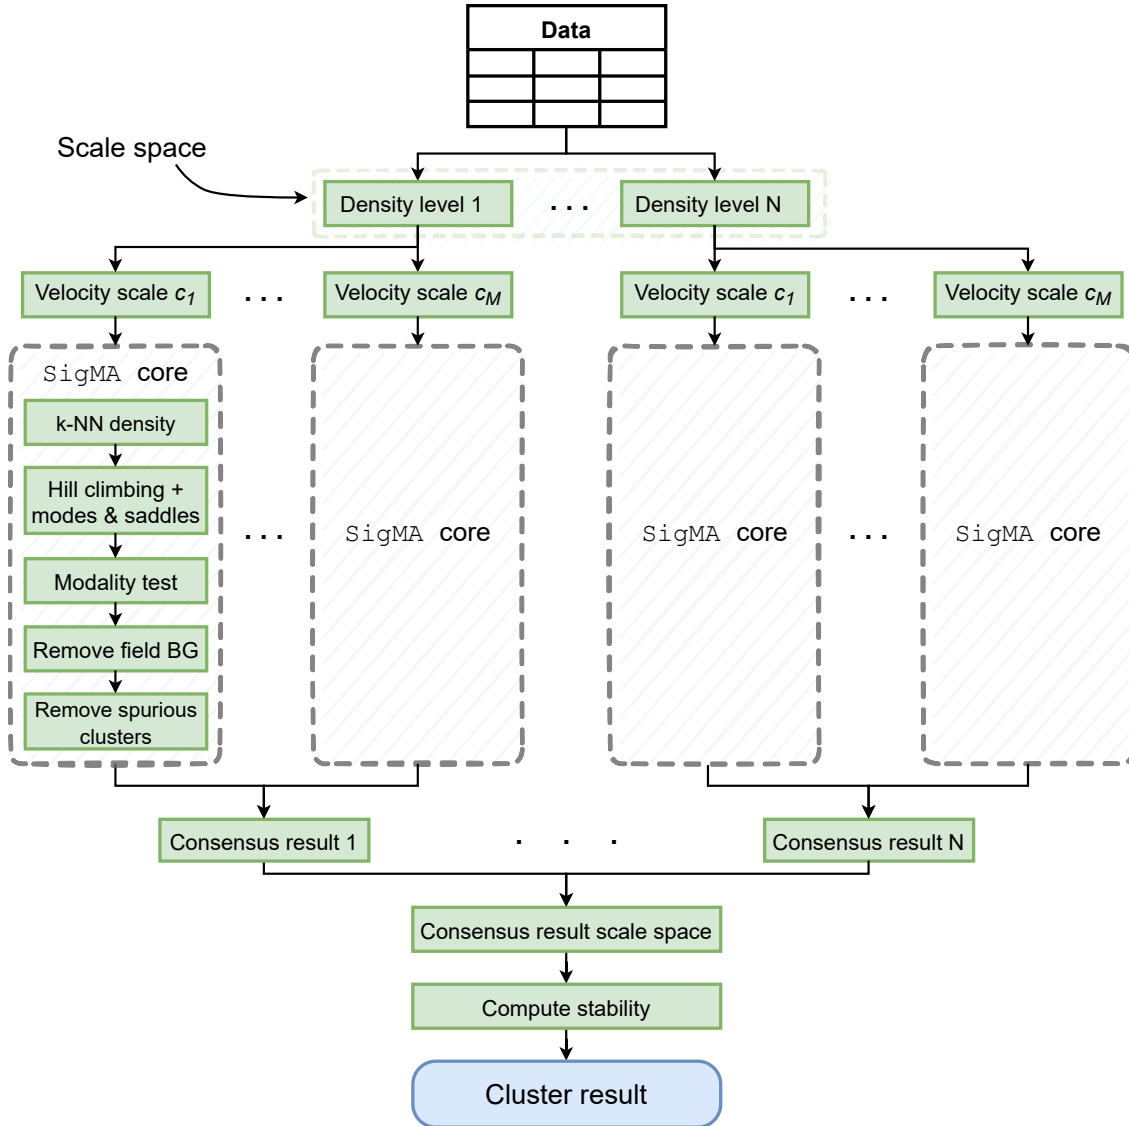 Data
Scale space
Density level 1
. . .
Density level N
Velocity scale c₁
. . .
Velocity scale c_M
Velocity scale c₁
. . .
Velocity scale c_M
SigMA core
k-NN density
Hill climbing +
modes & saddles
Modality test
Remove field BG
Remove spurious
clusters
. . .
SigMA core
SigMA core
. . .
SigMA core
Consensus result 1
. . .
Consensus result N
Consensus result scale space
Compute stability
Cluster result